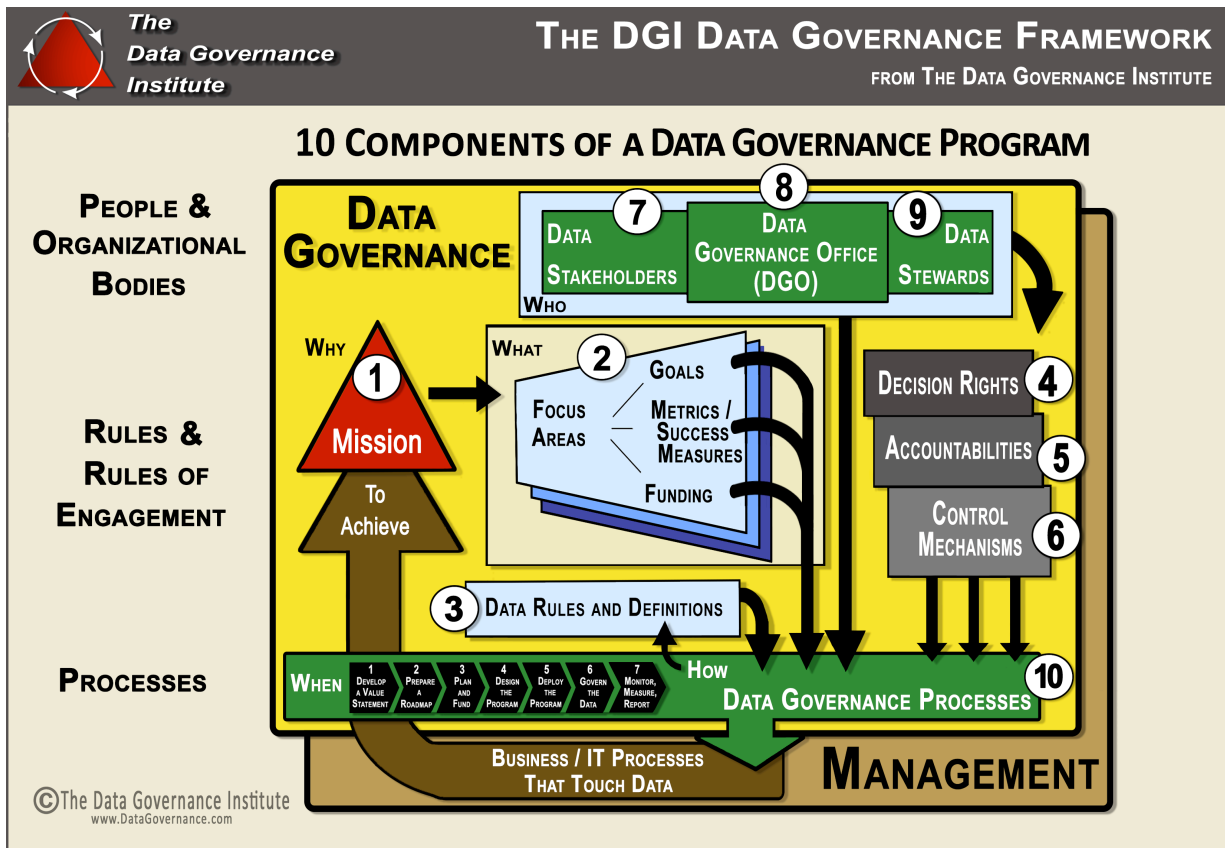 The
Data Governance
Institute
THE DGI DATA GOVERNANCE FRAMEWORK
FROM THE DATA GOVERNANCE INSTITUTE
10 COMPONENTS OF A DATA GOVERNANCE PROGRAM
PEOPLE &
ORGANIZATIONAL
BODIES
DATA
GOVERNANCE
7
DATA
STAKEHOLDERS
8
DATA
GOVERNANCE OFFICE
(DGO)
9
DATA
STEWARDS
WHO
RULES &
RULES OF
ENGAGEMENT
WHY
1
Mission
To
Achieve
WHAT
2
FOCUS
AREAS
GOALS
METRICS /
SUCCESS
MEASURES
FUNDING
DECISION RIGHTS
4
ACCOUNTABILITIES
5
CONTROL
MECHANISMS
6
3
DATA RULES AND DEFINITIONS
PROCESSES
WHEN
1
DEVELOP
A VALUE
STATEMENT
2
PREPARE
A
ROADMAP
3
PLAN
AND
FUND
4
DESIGN
THE
PROGRAM
5
DEPLOY
THE
PROGRAM
6
GOVERN
THE
DATA
7
MONITOR,
MEASURE,
REPORT
HOW
DATA GOVERNANCE PROCESSES
10
BUSINESS / IT PROCESSES
THAT TOUCH DATA
MANAGEMENT
©The Data Governance Institute
www.DataGovernance.com